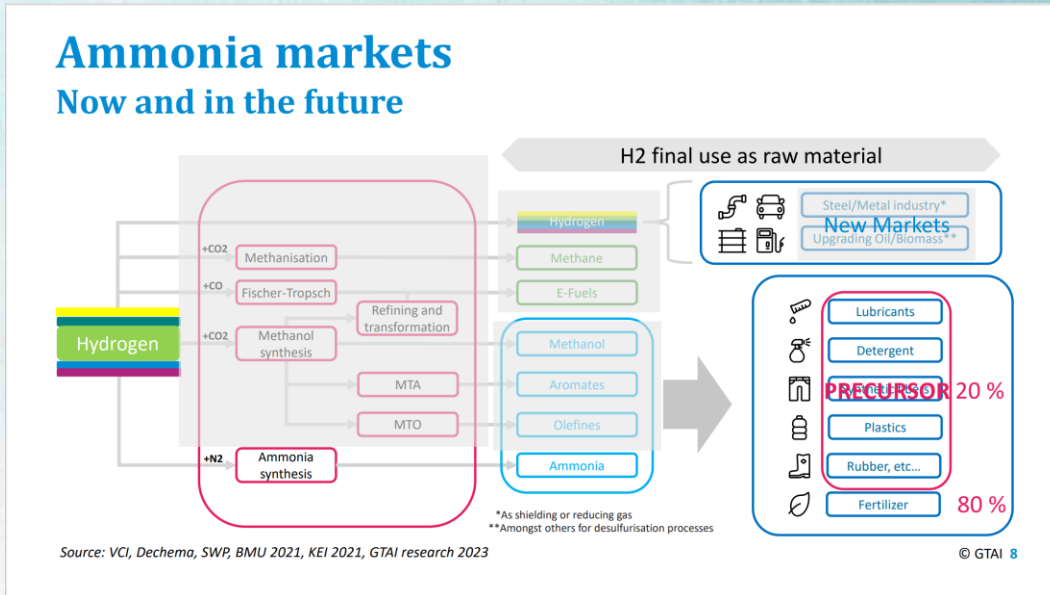 Ammonia markets
Now and in the future
H2 final use as raw material
Hydrogen
+CO2
Methanisation
+CO
Fischer-Tropsch
+CO2
Methanol
synthesis
Refining and
transformation
MTA
MTO
+N2
Ammonia
synthesis
Hydrogen
Methane
E-Fuels
Methanol
Aromates
Olefines
Ammonia
Steel/Metal industry*
New Markets
Upgrading Oil/Biomass**
Lubricants
Detergent
PRECURSOR 20 %
Plastics
Rubber, etc...
Fertilizer
80 %
*As shielding or reducing gas
**Amongst others for desulfurisation processes
Source: VCI, Dechema, SWP, BMU 2021, KEI 2021, GTAI research 2023
© GTAI 8